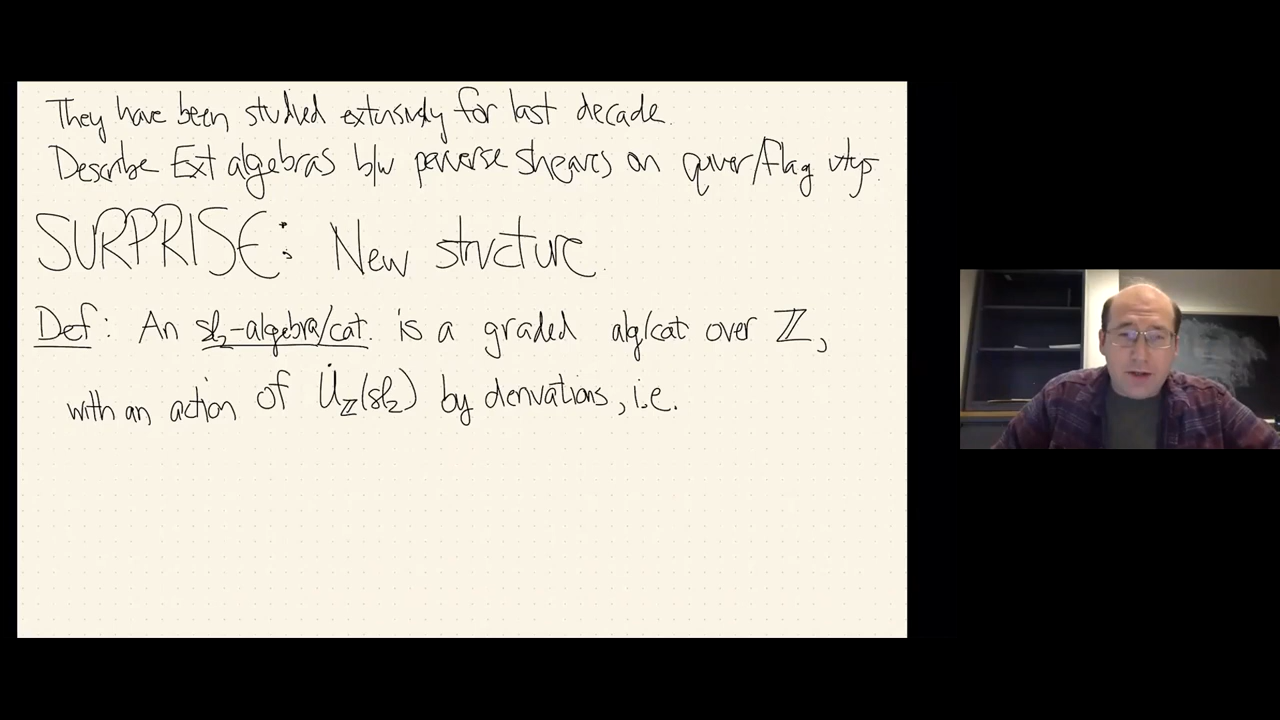 They have been studied extensively for last decade.
Describe Ext algebras b/w perverse sheaves on quiver/flag vtys.
SURPRISE: New structure.
Def: An sl₂-algebra/cat. is a graded alg/cat over ℤ,
with an action of U̇_ℤ(sl₂) by derivations, i.e.